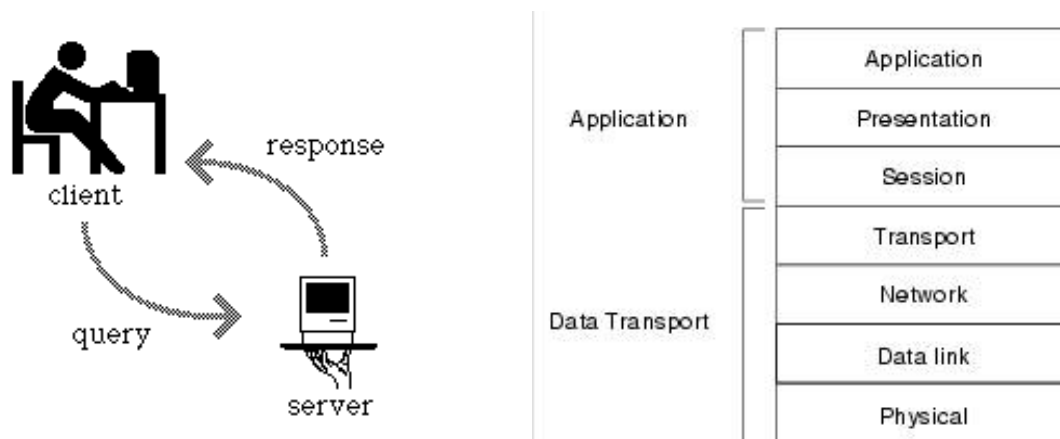 response
client
query
server
Application
Data Transport
Application
Presentation
Session
Transport
Network
Data link
Physical